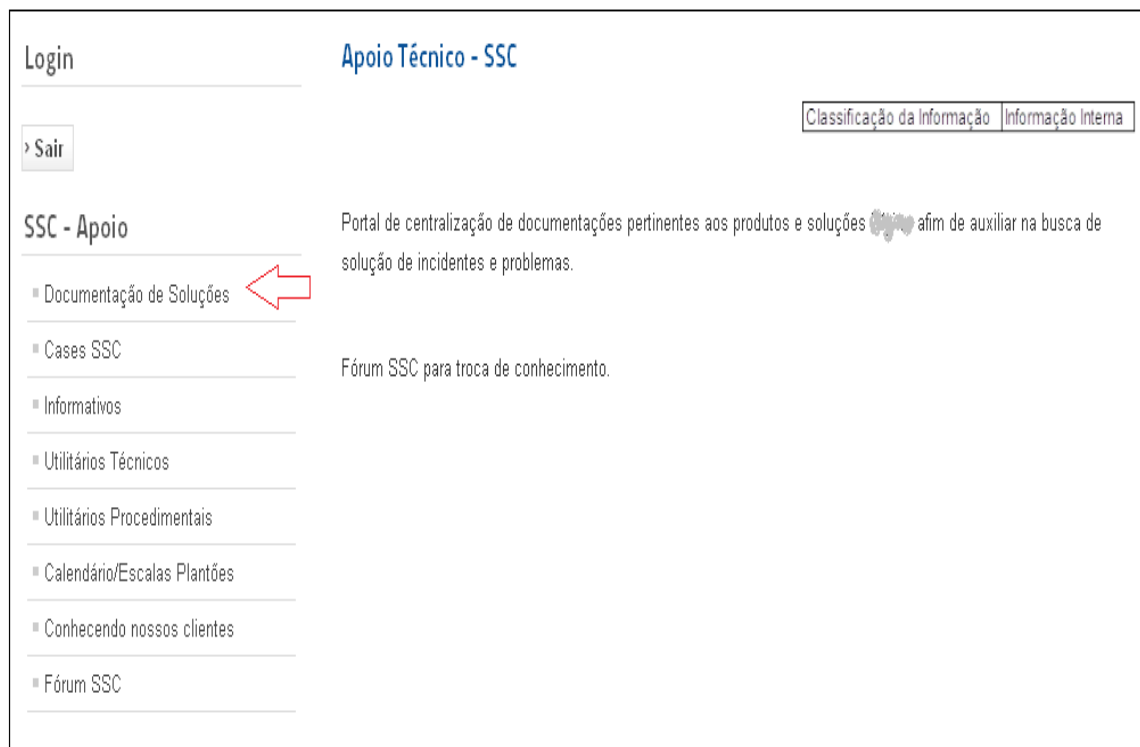 Login
> Sair
SSC - Apoio
Documentação de Soluções
Cases SSC
Informativos
Utilitários Técnicos
Utilitários Procedimentais
Calendário/Escalas Plantões
Conhecendo nossos clientes
Fórum SSC
Apoio Técnico - SSC
Classificação da Informação Informação Interna
Portal de centralização de documentações pertinentes aos produtos e soluções afim de auxiliar na busca de
solução de incidentes e problemas.
Fórum SSC para troca de conhecimento.